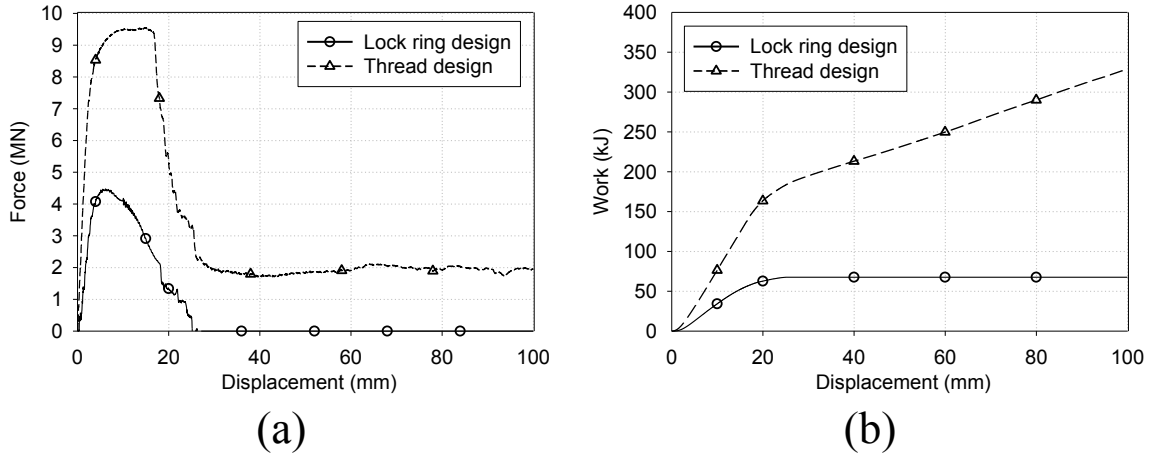 10
9
8
7
6
5
4
3
2
1
0
Force (MN)
Lock ring design
Thread design
0 20 40 60 80 100
Displacement (mm)
(a)
400
350
300
250
200
150
100
50
0
Work (kJ)
Lock ring design
Thread design
0 20 40 60 80 100
Displacement (mm)
(b)